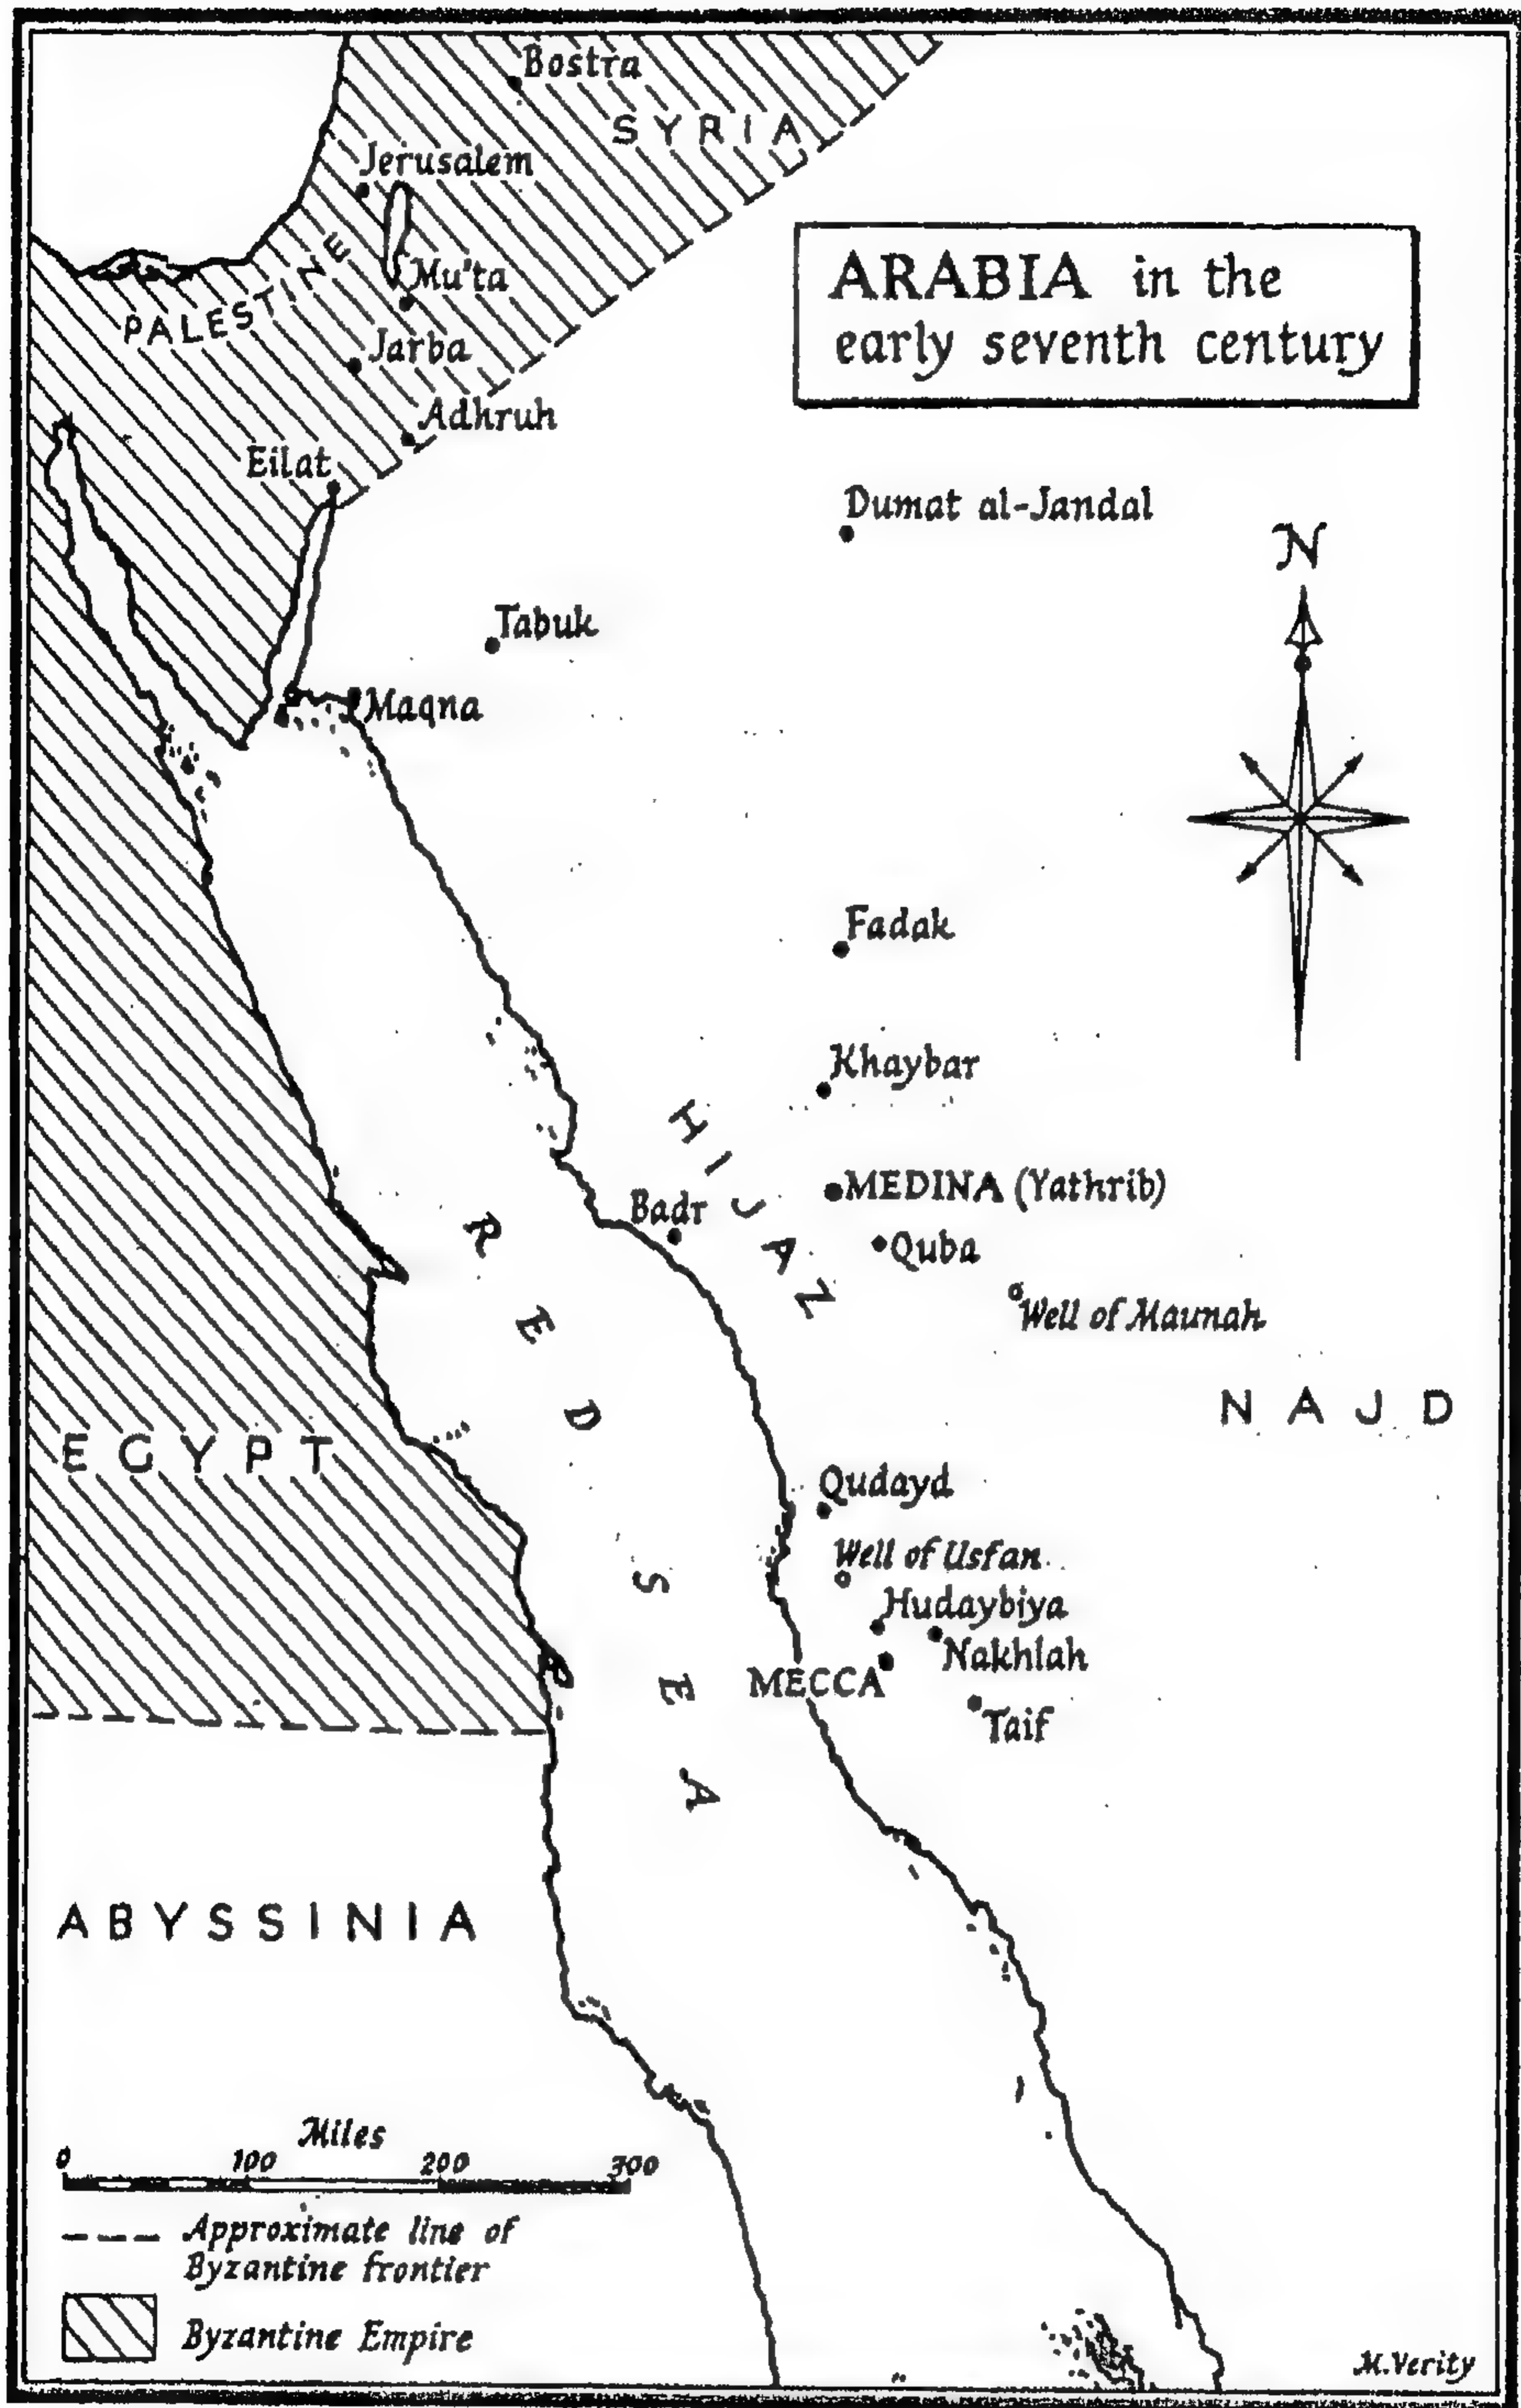 Bostra
SYRIA
Jerusalem
PALESTINE
Mu'ta
Jarba
Adhruh
Eilat
ARABIA in the
early seventh century
Dumat al-Jandal
N
Tabuk
Maqna
Fadak
Khaybar
HIJAZ
MEDINA (Yathrib)
Badr
Quba
Well of Maunah
RED SEA
NAJD
EGYPT
Qudayd
Well of Usfan
Hudaybiya
Nakhlah
MECCA
Taif
ABYSSINIA
Miles
0 100 200 300
Approximate line of
Byzantine frontier
Byzantine Empire
M.Verity